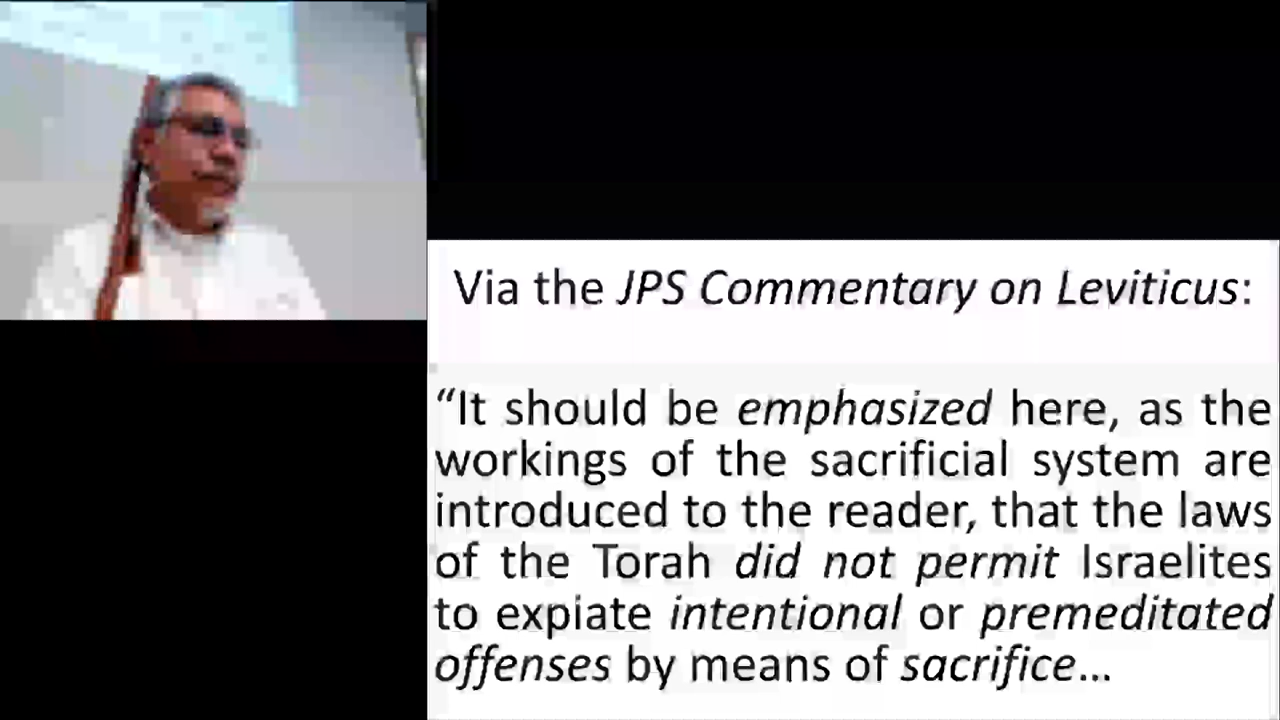 Via the JPS Commentary on Leviticus:
“It should be emphasized here, as the
workings of the sacrificial system are
introduced to the reader, that the laws
of the Torah did not permit Israelites
to expiate intentional or premeditated
offenses by means of sacrifice…